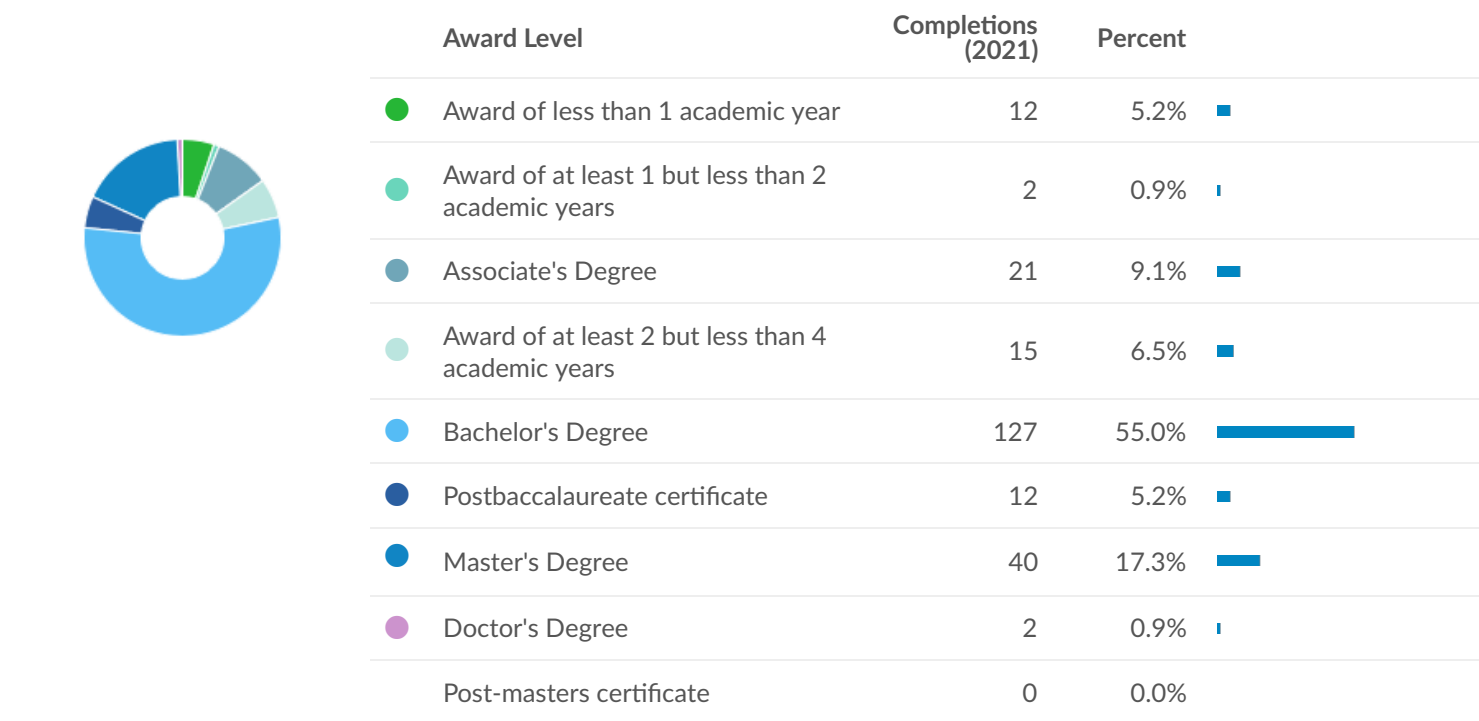 Award Level Completions (2021) Percent
Award of less than 1 academic year 12 5.2%
Award of at least 1 but less than 2
academic years 2 0.9%
Associate's Degree 21 9.1%
Award of at least 2 but less than 4
academic years 15 6.5%
Bachelor's Degree 127 55.0%
Postbaccalaureate certificate 12 5.2%
Master's Degree 40 17.3%
Doctor's Degree 2 0.9%
Post-masters certificate 0 0.0%